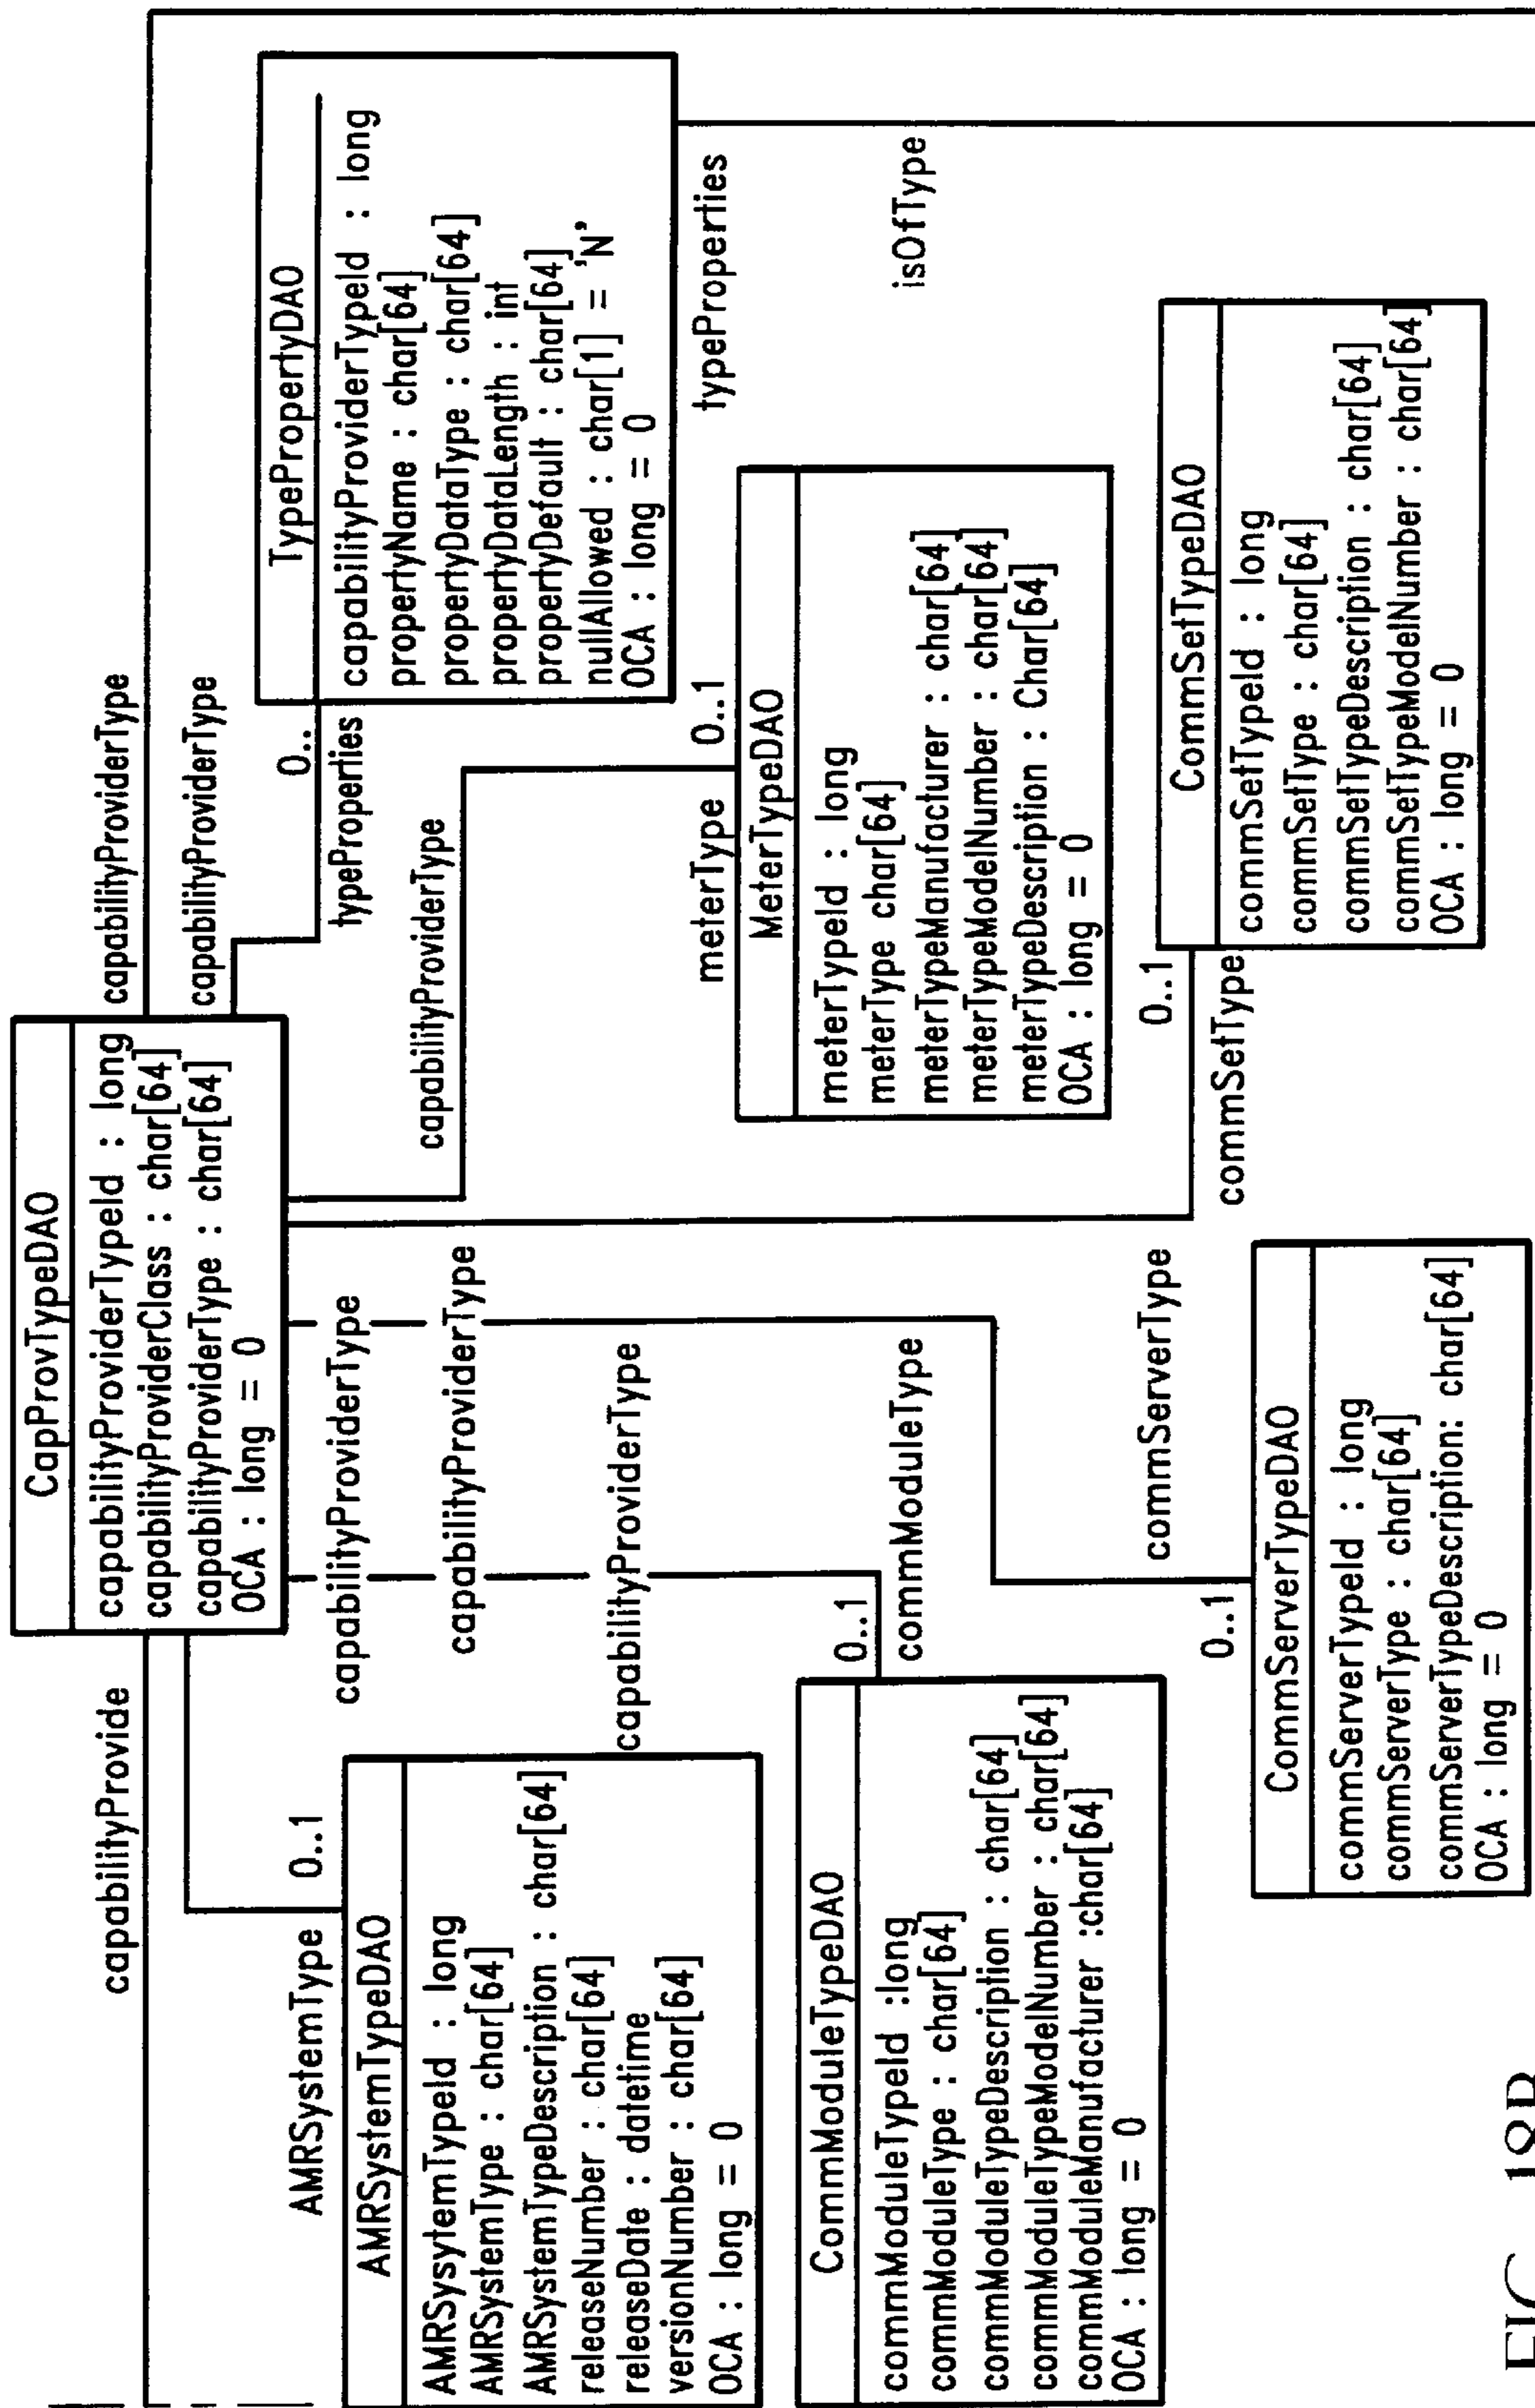 capabilityProvide
CapProvTypeDAO
capabilityProviderTypeId : long
capabilityProviderClass : char[64]
capabilityProviderType : char[64]
OCA : long = 0
capabilityProviderType
capabilityProviderType
0..
typeProperties
TypePropertyDAO
capabilityProviderTypeId : long
propertyName : char[64]
propertyDataType : char[64]
propertyDataLength : int
propertyDefault : char[64]
nullAllowed : char[1] = 'N'
OCA : long = 0
typeProperties
isOfType
AMRSystemType
0..1
AMRSystemTypeDAO
AMRSysytemTypeId : long
AMRSystemType : char[64]
AMRSystemTypeDescription : char[64]
releaseNumber : char[64]
releaseDate : datetime
versionNumber : char[64]
OCA : long = 0
capabilityProviderType
capabilityProviderType
capabilityProviderType
capabilityProviderType
meterType
0..1
MeterTypeDAO
meterTypeId : long
meterType char[64]
meterTypeManufacturer : char[64]
meterTypeModelNumber : char[64]
meterTypeDescription : Char[64]
OCA : long = 0
0..1
commModuleType
CommModuleTypeDAO
commModuleTypeId :long
commModuleType : char[64]
commModuleTypeDescription : char[64]
commModuleTypeModelNumber : char[64]
commModuleManufacturer :char[64]
OCA : long = 0
commServerType
0..1
CommServerTypeDAO
commServerTypeId : long
commServerType : char[64]
commServerTypeDescription: char[64]
OCA : long = 0
0..1
commSetType
CommSetTypeDAO
commSetTypeId : long
commSetType : char[64]
commSetTypeDescription : char[64]
commSetTypeModelNumber : char[64]
OCA : long = 0
FIG. 18B